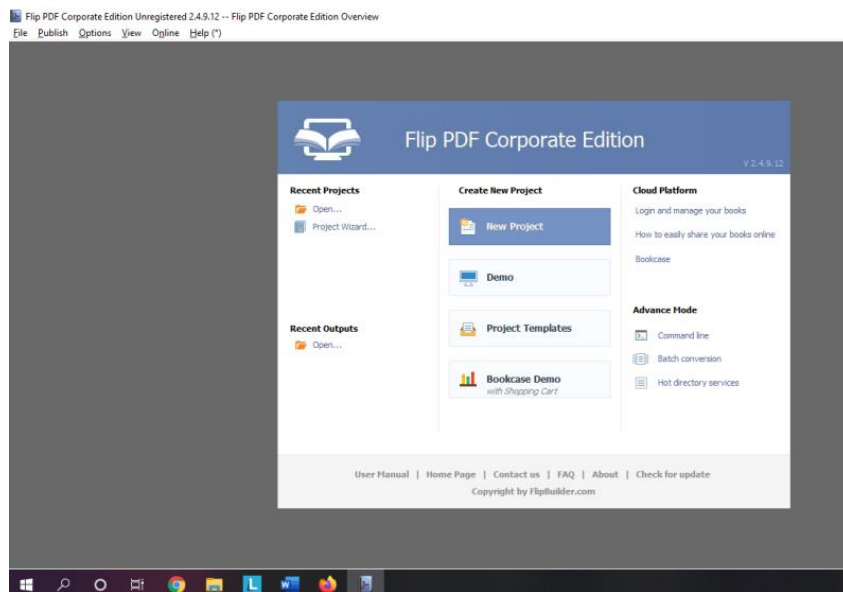 Flip PDF Corporate Edition Unregistered 2.4.9.12 -- Flip PDF Corporate Edition Overview
File Publish Options View Online Help (*)
Flip PDF Corporate Edition
V 2.4.9.12
Recent Projects
Open...
Project Wizard...
Recent Outputs
Open...
Create New Project
New Project
Demo
Project Templates
Bookcase Demo
with Shopping Cart
Cloud Platform
Login and manage your books
How to easily share your books online
Bookcase
Advance Mode
Command line
Batch conversion
Hot directory services
User Manual | Home Page | Contact us | FAQ | About | Check for update
Copyright by FlipBuilder.com
L
W